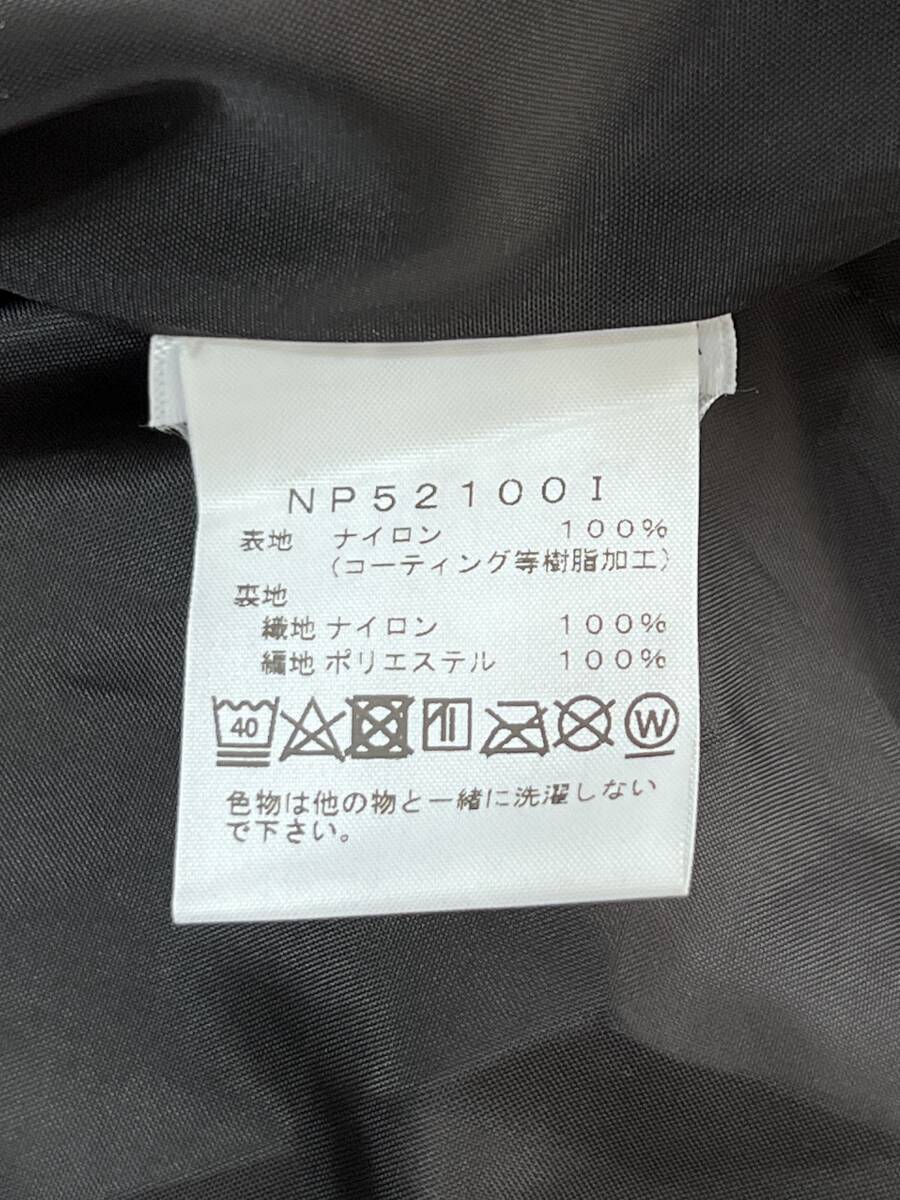 NP52100I
表地 ナイロン 100%
(コーティング等樹脂加工)
裏地
織地 ナイロン 100%
編地 ポリエステル 100%
40 W
色物は他の物と一緒に洗濯しない
で下さい。